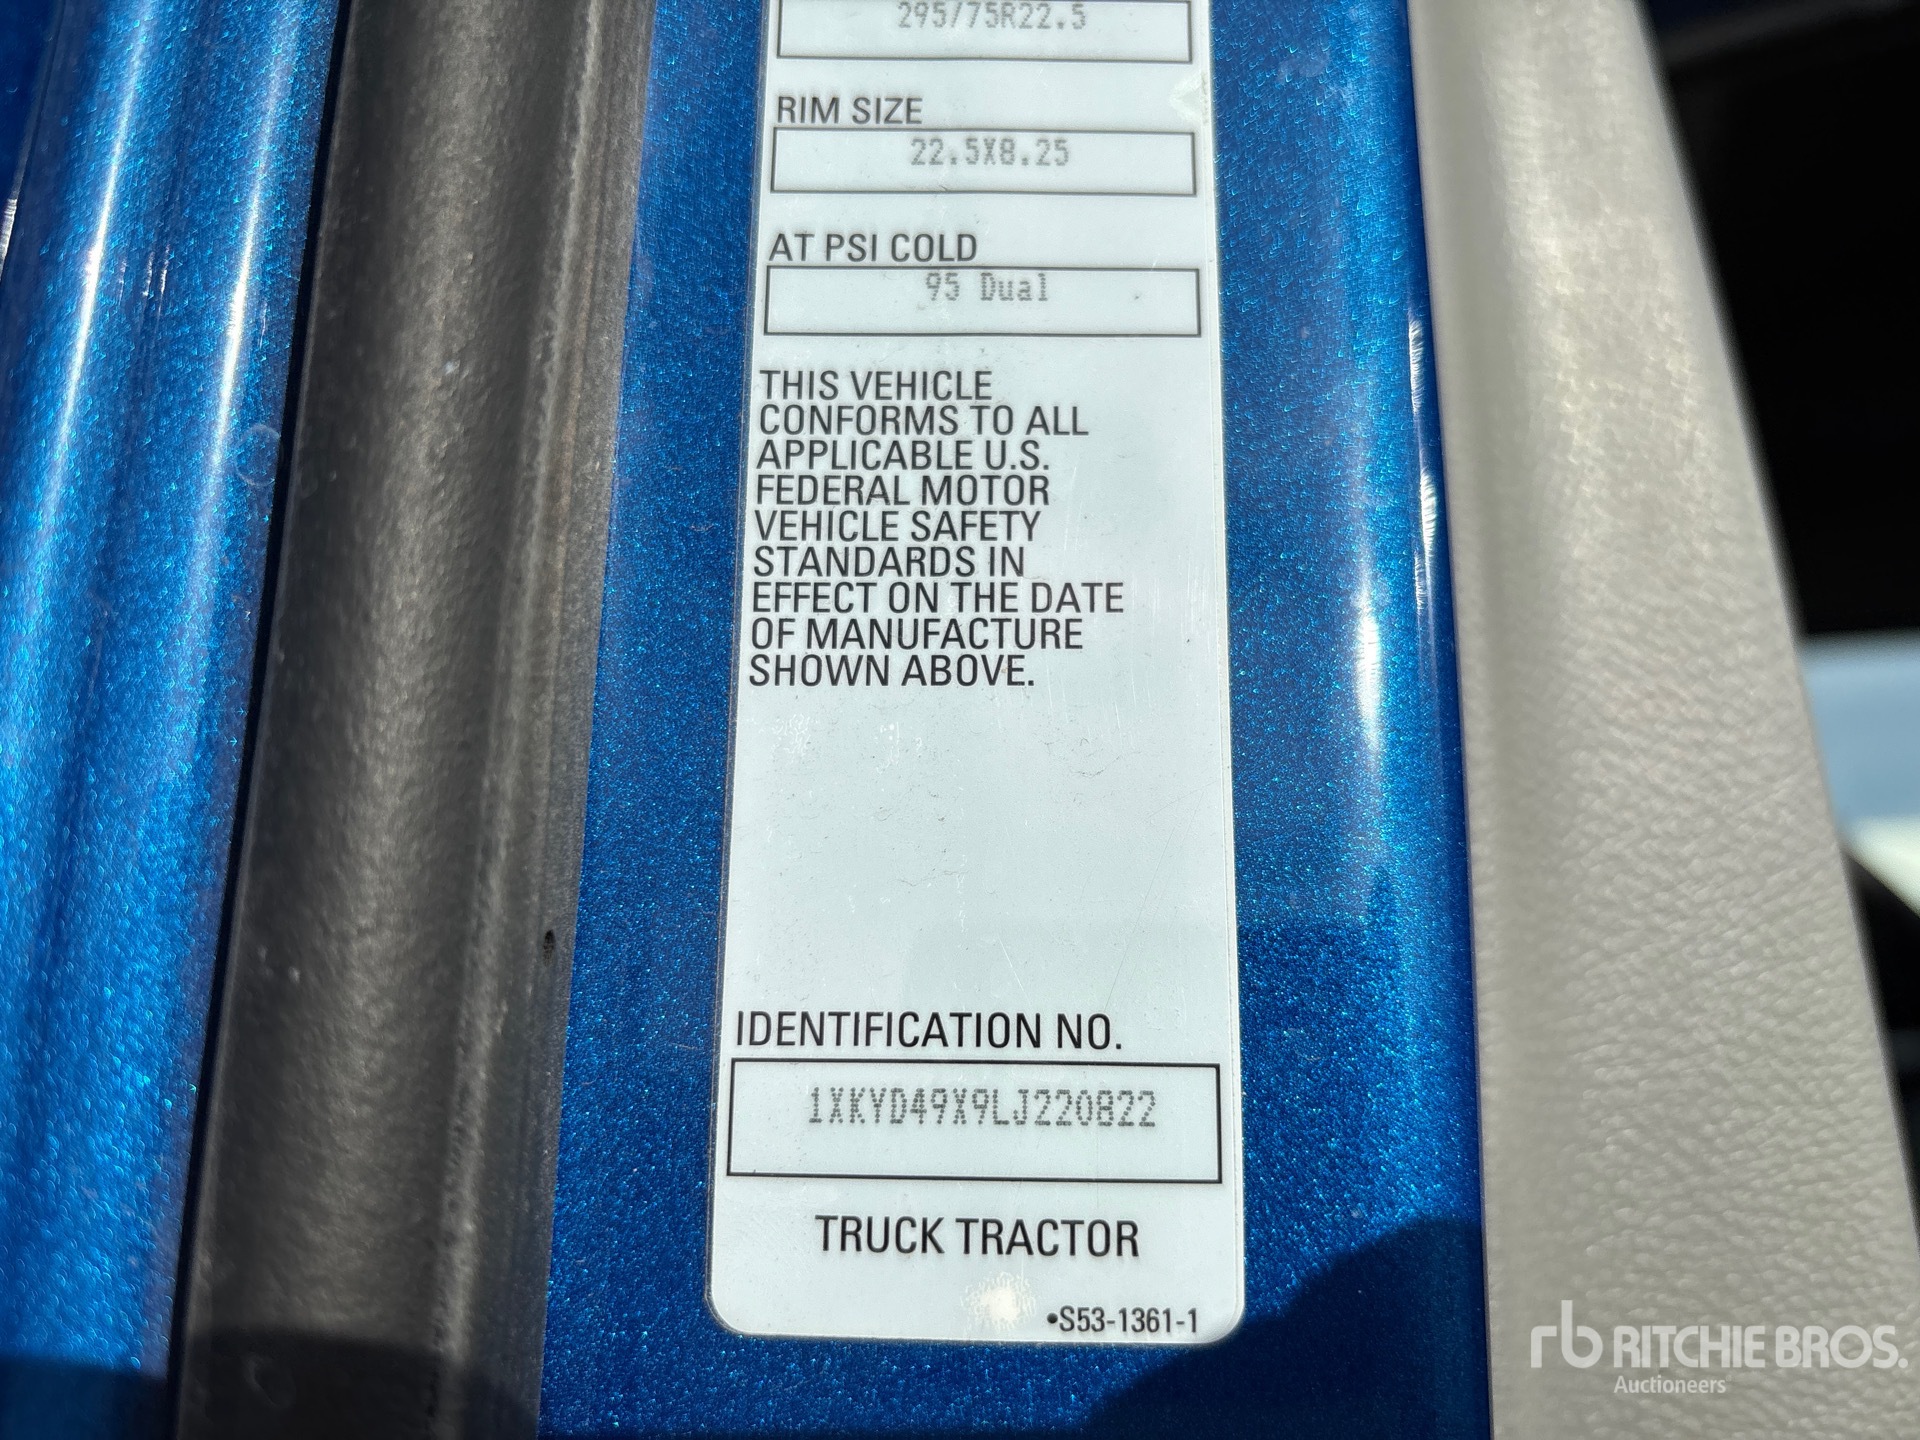 295/75R22.5
RIM SIZE
22.5X8.25
AT PSI COLD
95 Dual
THIS VEHICLE
CONFORMS TO ALL
APPLICABLE U.S.
FEDERAL MOTOR
VEHICLE SAFETY
STANDARDS IN
EFFECT ON THE DATE
OF MANUFACTURE
SHOWN ABOVE.
IDENTIFICATION NO.
1XKYD49X9LJ220822
TRUCK TRACTOR
•S53-1361-1
rb RITCHIE BROS.
Auctioneers